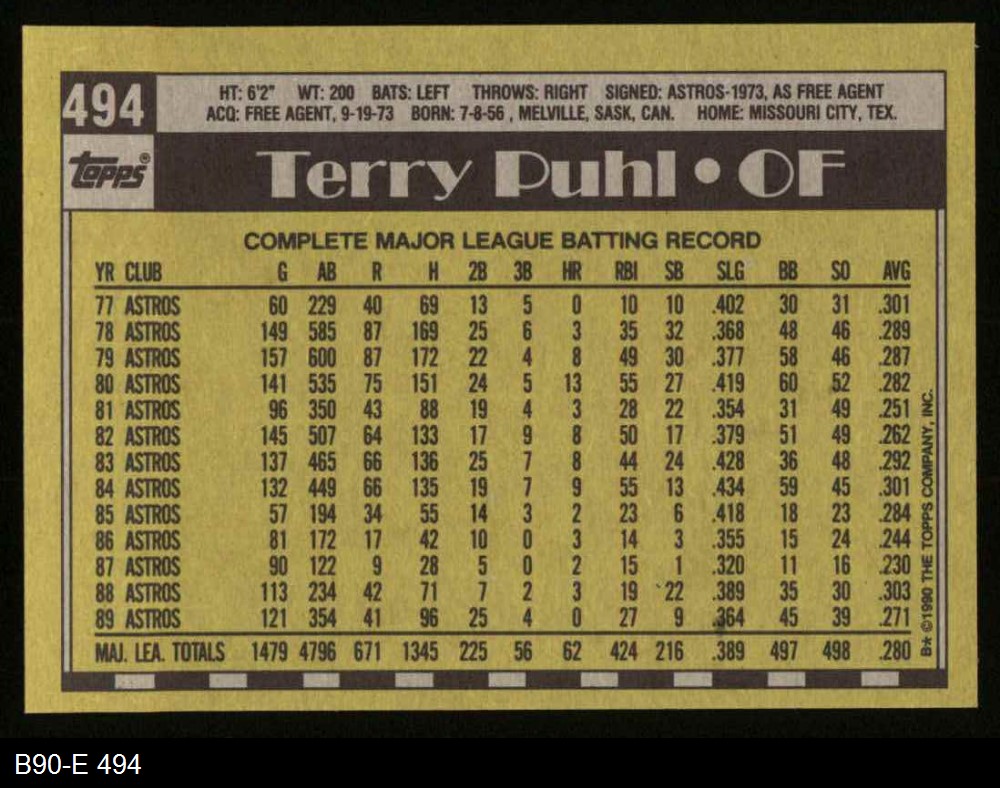 494
HT: 6'2" WT: 200 BATS: LEFT THROWS: RIGHT SIGNED: ASTROS-1973, AS FREE AGENT
ACQ: FREE AGENT, 9-19-73 BORN: 7-8-56 , MELVILLE, SASK, CAN. HOME: MISSOURI CITY, TEX.
Topps®
Terry Puhl • OF
COMPLETE MAJOR LEAGUE BATTING RECORD
YR CLUB G AB R H 2B 3B HR RBI SB SLG BB SO AVG
77 ASTROS 60 229 40 69 13 5 0 10 10 .402 30 31 .301
78 ASTROS 149 585 87 169 25 6 3 35 32 .368 48 46 .289
79 ASTROS 157 600 87 172 22 4 8 49 30 .377 58 46 .287
80 ASTROS 141 535 75 151 24 5 13 55 27 .419 60 52 .282
81 ASTROS 96 350 43 88 19 4 3 28 22 .354 31 49 .251
82 ASTROS 145 507 64 133 17 9 8 50 17 .379 51 49 .262
83 ASTROS 137 465 66 136 25 7 8 44 24 .428 36 48 .292
84 ASTROS 132 449 66 135 19 7 9 55 13 .434 59 45 .301
85 ASTROS 57 194 34 55 14 3 2 23 6 .418 18 23 .284
86 ASTROS 81 172 17 42 10 0 3 14 3 .355 15 24 .244
87 ASTROS 90 122 9 28 5 0 2 15 1 .320 11 16 .230
88 ASTROS 113 234 42 71 7 2 3 19 22 .389 35 30 .303
89 ASTROS 121 354 41 96 25 4 0 27 9 .364 45 39 .271
MAJ. LEA. TOTALS 1479 4796 671 1345 225 56 62 424 216 .389 497 498 .280
B* ©1990 THE TOPPS COMPANY, INC.
B90-E 494